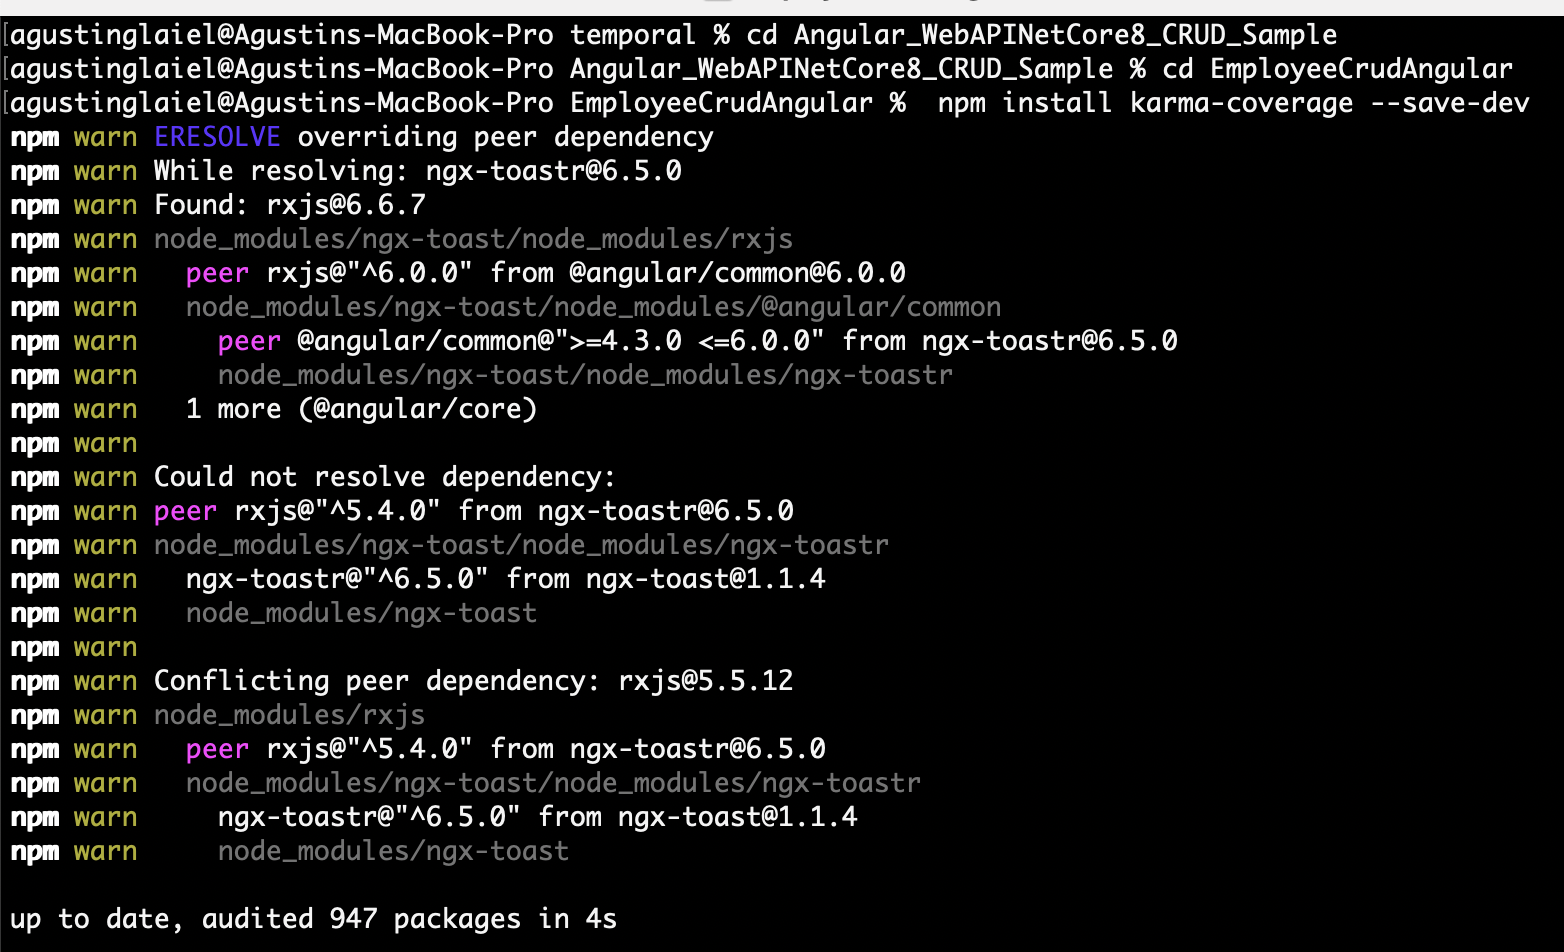 [agustinglaiel@Agustins-MacBook-Pro temporal % cd Angular_WebAPINetCore8_CRUD_Sample
[agustinglaiel@Agustins-MacBook-Pro Angular_WebAPINetCore8_CRUD_Sample % cd EmployeeCrudAngular
[agustinglaiel@Agustins-MacBook-Pro EmployeeCrudAngular %  npm install karma-coverage --save-dev
npm warn ERESOLVE overriding peer dependency
npm warn While resolving: ngx-toastr@6.5.0
npm warn Found: rxjs@6.6.7
npm warn node_modules/ngx-toast/node_modules/rxjs
npm warn   peer rxjs@"^6.0.0" from @angular/common@6.0.0
npm warn   node_modules/ngx-toast/node_modules/@angular/common
npm warn     peer @angular/common@">=4.3.0 <=6.0.0" from ngx-toastr@6.5.0
npm warn     node_modules/ngx-toast/node_modules/ngx-toastr
npm warn   1 more (@angular/core)
npm warn
npm warn Could not resolve dependency:
npm warn peer rxjs@"^5.4.0" from ngx-toastr@6.5.0
npm warn node_modules/ngx-toast/node_modules/ngx-toastr
npm warn   ngx-toastr@"^6.5.0" from ngx-toast@1.1.4
npm warn   node_modules/ngx-toast
npm warn
npm warn Conflicting peer dependency: rxjs@5.5.12
npm warn node_modules/rxjs
npm warn   peer rxjs@"^5.4.0" from ngx-toastr@6.5.0
npm warn   node_modules/ngx-toast/node_modules/ngx-toastr
npm warn     ngx-toastr@"^6.5.0" from ngx-toast@1.1.4
npm warn     node_modules/ngx-toast
up to date, audited 947 packages in 4s